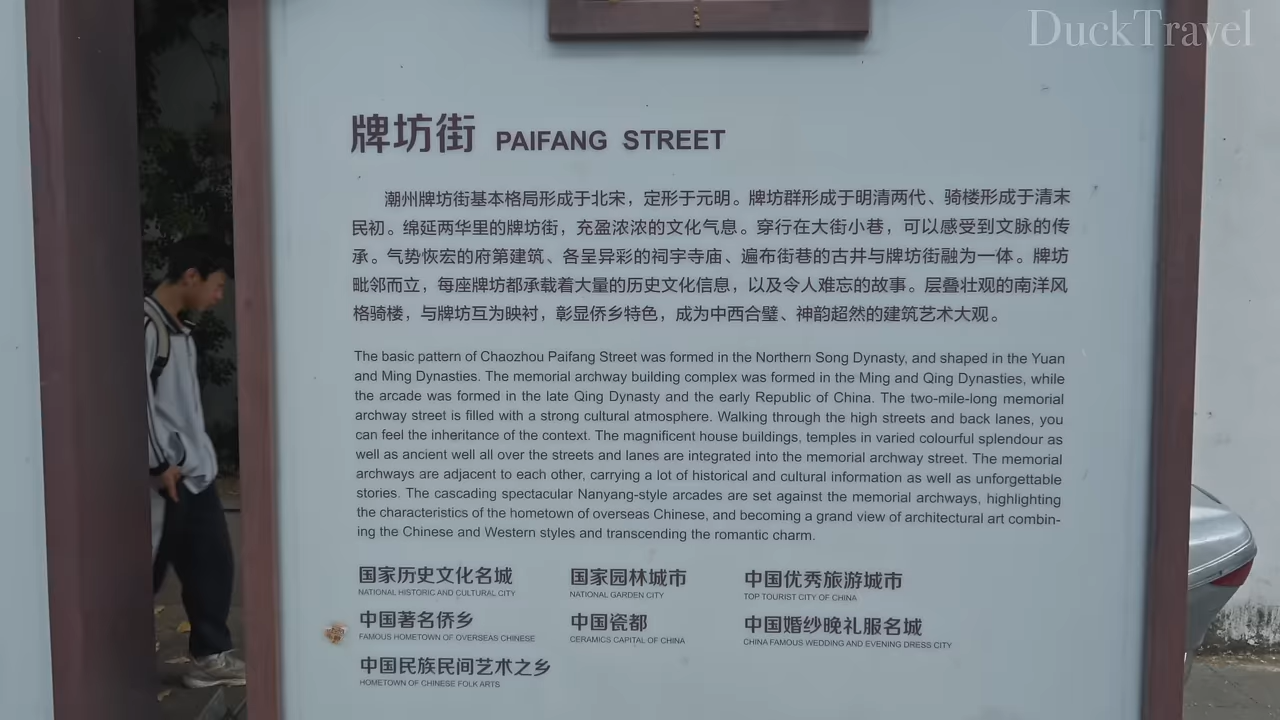 DuckTravel
牌坊街 PAIFANG STREET
潮州牌坊街基本格局形成于北宋，定形于元明。牌坊群形成于明清两代、骑楼形成于清末
民初。绵延两华里的牌坊街，充盈浓浓的文化气息。穿行在大街小巷，可以感受到文脉的传
承。气势恢宏的府第建筑、各呈异彩的祠宇寺庙、遍布街巷的古井与牌坊街融为一体。牌坊
毗邻而立，每座牌坊都承载着大量的历史文化信息，以及令人难忘的故事。层叠壮观的南洋风
格骑楼，与牌坊互为映衬，彰显侨乡特色，成为中西合璧、神韵超然的建筑艺术大观。
The basic pattern of Chaozhou Paifang Street was formed in the Northern Song Dynasty, and shaped in the Yuan
and Ming Dynasties. The memorial archway building complex was formed in the Ming and Qing Dynasties, while
the arcade was formed in the late Qing Dynasty and the early Republic of China. The two-mile-long memorial
archway street is filled with a strong cultural atmosphere. Walking through the high streets and back lanes, you
can feel the inheritance of the context. The magnificent house buildings, temples in varied colourful splendour as
well as ancient well all over the streets and lanes are integrated into the memorial archway street. The memorial
archways are adjacent to each other, carrying a lot of historical and cultural information as well as unforgettable
stories. The cascading spectacular Nanyang-style arcades are set against the memorial archways, highlighting
the characteristics of the hometown of overseas Chinese, and becoming a grand view of architectural art combin-
ing the Chinese and Western styles and transcending the romantic charm.
国家历史文化名城 国家园林城市 中国优秀旅游城市
NATIONAL HISTORIC AND CULTURAL CITY NATIONAL GARDEN CITY TOP TOURIST CITY OF CHINA
中国著名侨乡 中国瓷都 中国婚纱晚礼服名城
FAMOUS HOMETOWN OF OVERSEAS CHINESE CERAMICS CAPITAL OF CHINA CHINA FAMOUS WEDDING AND EVENING DRESS CITY
中国民族民间艺术之乡
HOMETOWN OF CHINESE FOLK ARTS